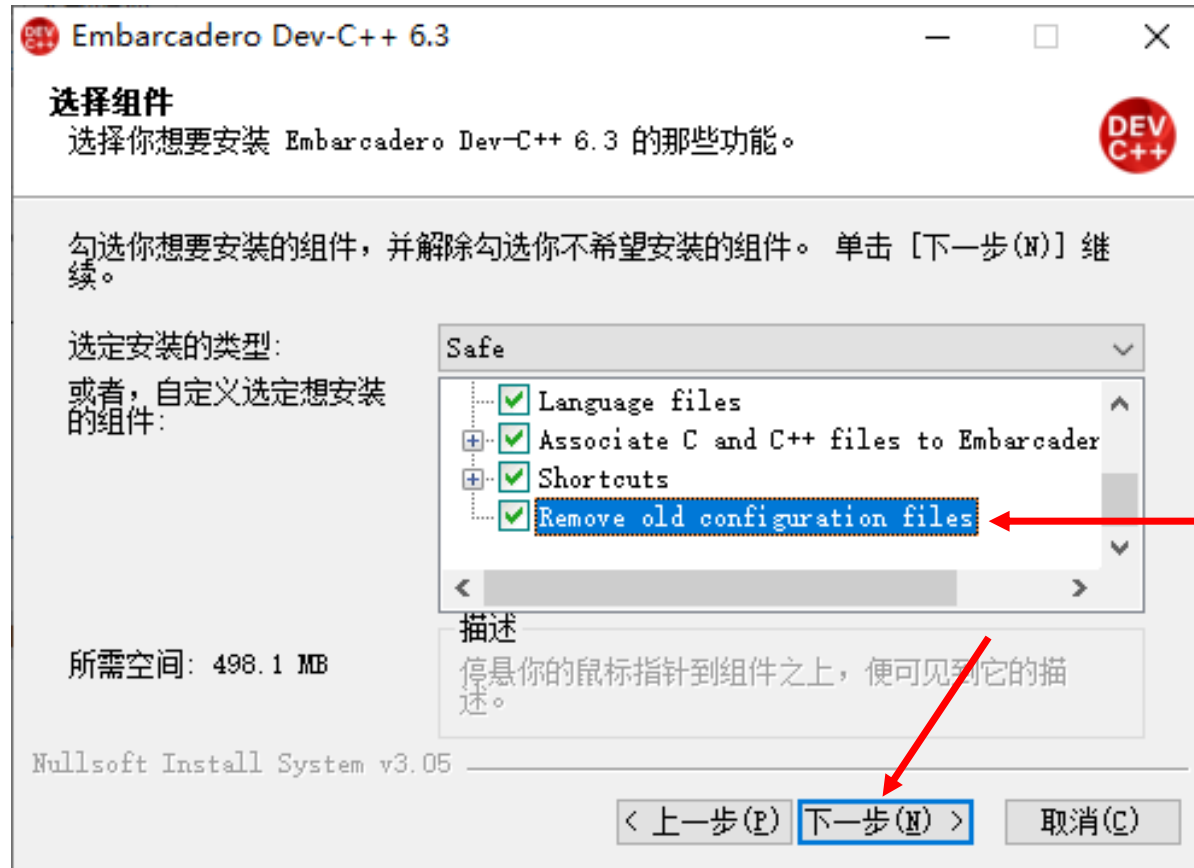 Embarcadero Dev-C++ 6.3
选择组件
选择你想要安装 Embarcadero Dev-C++ 6.3 的那些功能。
DEV
C++
勾选你想要安装的组件，并解除勾选你不希望安装的组件。 单击 [下一步(N)] 继
续。
选定安装的类型:
Safe
或者，自定义选定想安装
的组件:
Language files
Associate C and C++ files to Embarcader
Shortcuts
Remove old configuration files
所需空间: 498.1 MB
描述
停悬你的鼠标指针到组件之上，便可见到它的描
述。
Nullsoft Install System v3.05
< 上一步(P)
下一步(N) >
取消(C)